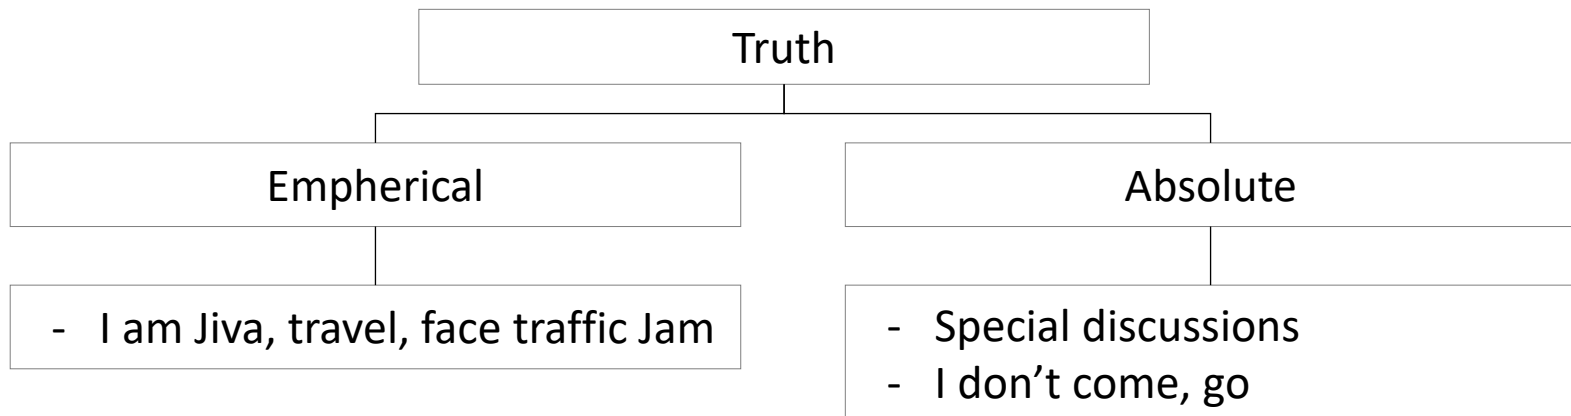 Truth
Empherical
Absolute
- I am Jiva, travel, face traffic Jam
- Special discussions
- I don’t come, go